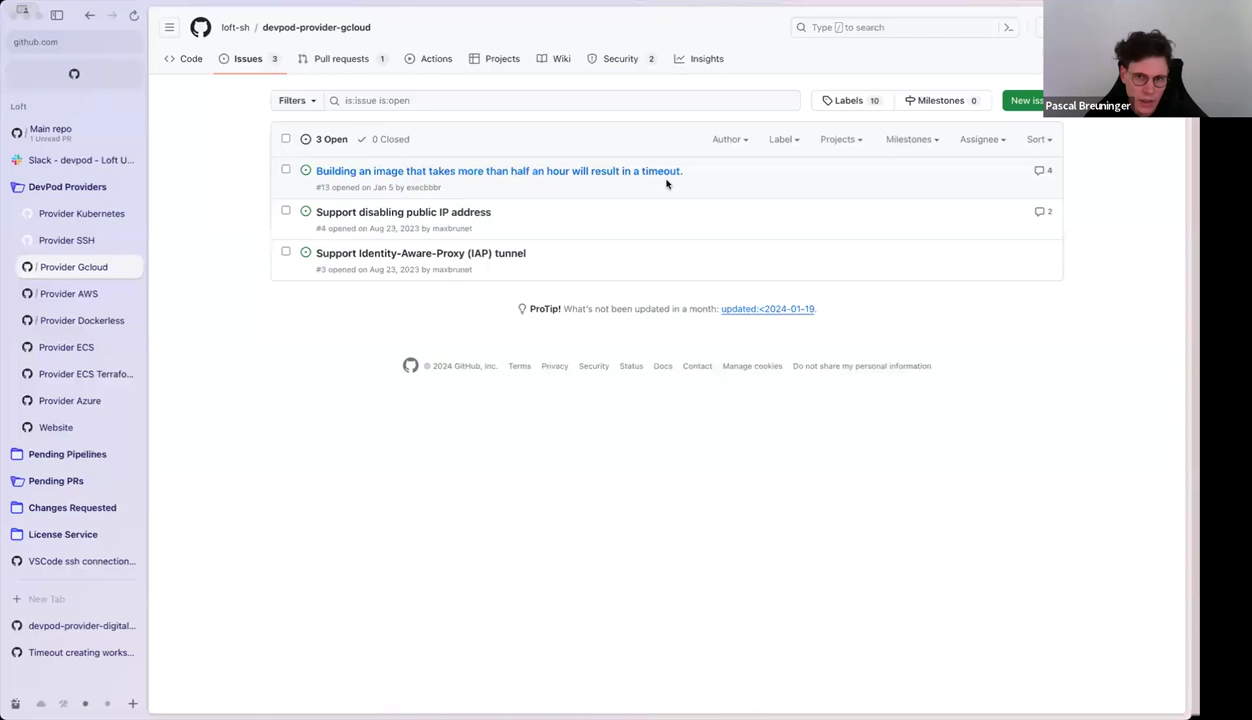 github.com
Loft
Main repo
1 Unread PR
Slack - devpod - Loft U...
DevPod Providers
Provider Kubernetes
Provider SSH
/ Provider Gcloud
/ Provider AWS
/ Provider Dockerless
Provider ECS
Provider ECS Terrafo...
Provider Azure
Website
Pending Pipelines
Pending PRs
Changes Requested
License Service
VSCode ssh connection...
+ New Tab
devpod-provider-digital...
Timeout creating works...
loft-sh / devpod-provider-gcloud
Type / to search
Code
Issues 3
Pull requests 1
Actions
Projects
Wiki
Security 2
Insights
Filters
is:issue is:open
Labels 10
Milestones 0
New iss
Pascal Breuninger
3 Open
0 Closed
Author
Label
Projects
Milestones
Assignee
Sort
Building an image that takes more than half an hour will result in a timeout.
4
#13 opened on Jan 5 by execbbbr
Support disabling public IP address
2
#4 opened on Aug 23, 2023 by maxbrunet
Support Identity-Aware-Proxy (IAP) tunnel
#3 opened on Aug 23, 2023 by maxbrunet
ProTip! What's not been updated in a month: updated:<2024-01-19.
© 2024 GitHub, Inc. Terms Privacy Security Status Docs Contact Manage cookies Do not share my personal information